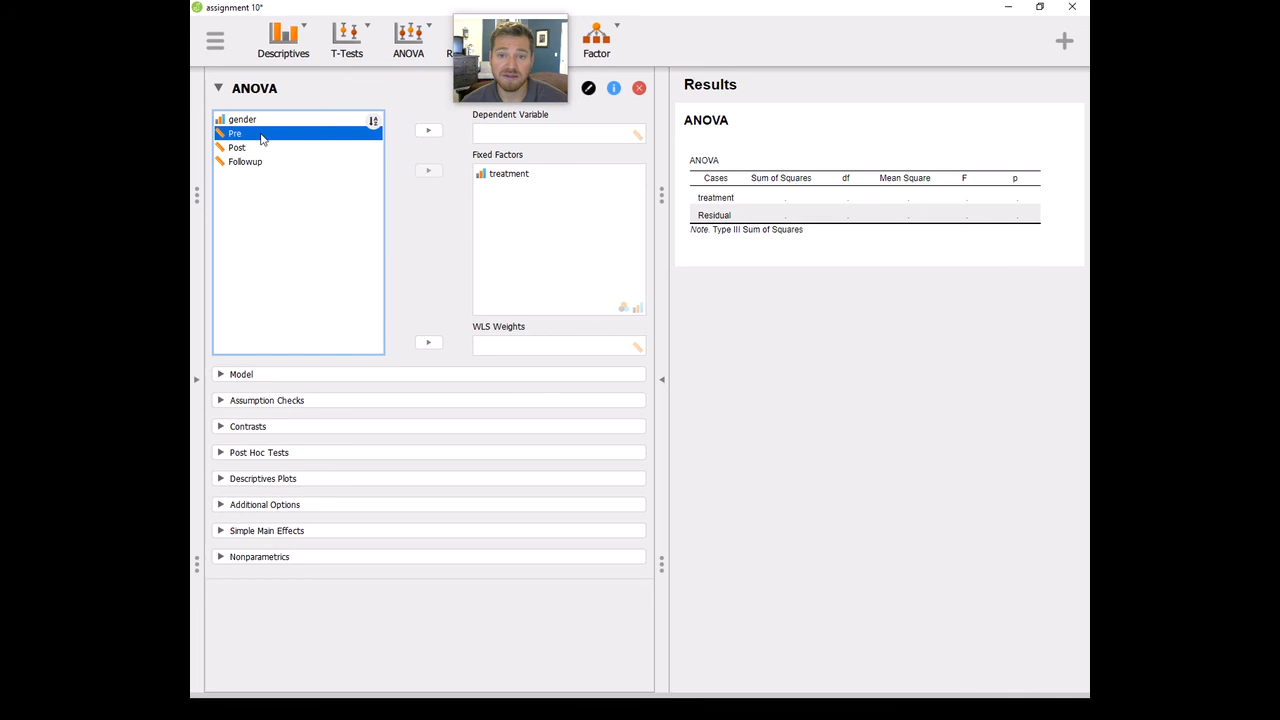 assignment 10*
Descriptives
T-Tests
ANOVA
Factor
ANOVA
gender
Pre
Post
Followup
Dependent Variable
Fixed Factors
treatment
WLS Weights
Model
Assumption Checks
Contrasts
Post Hoc Tests
Descriptives Plots
Additional Options
Simple Main Effects
Nonparametrics
Results
ANOVA
ANOVA
Cases Sum of Squares df Mean Square F p
treatment . . . . .
Residual . . . . .
Note. Type III Sum of Squares